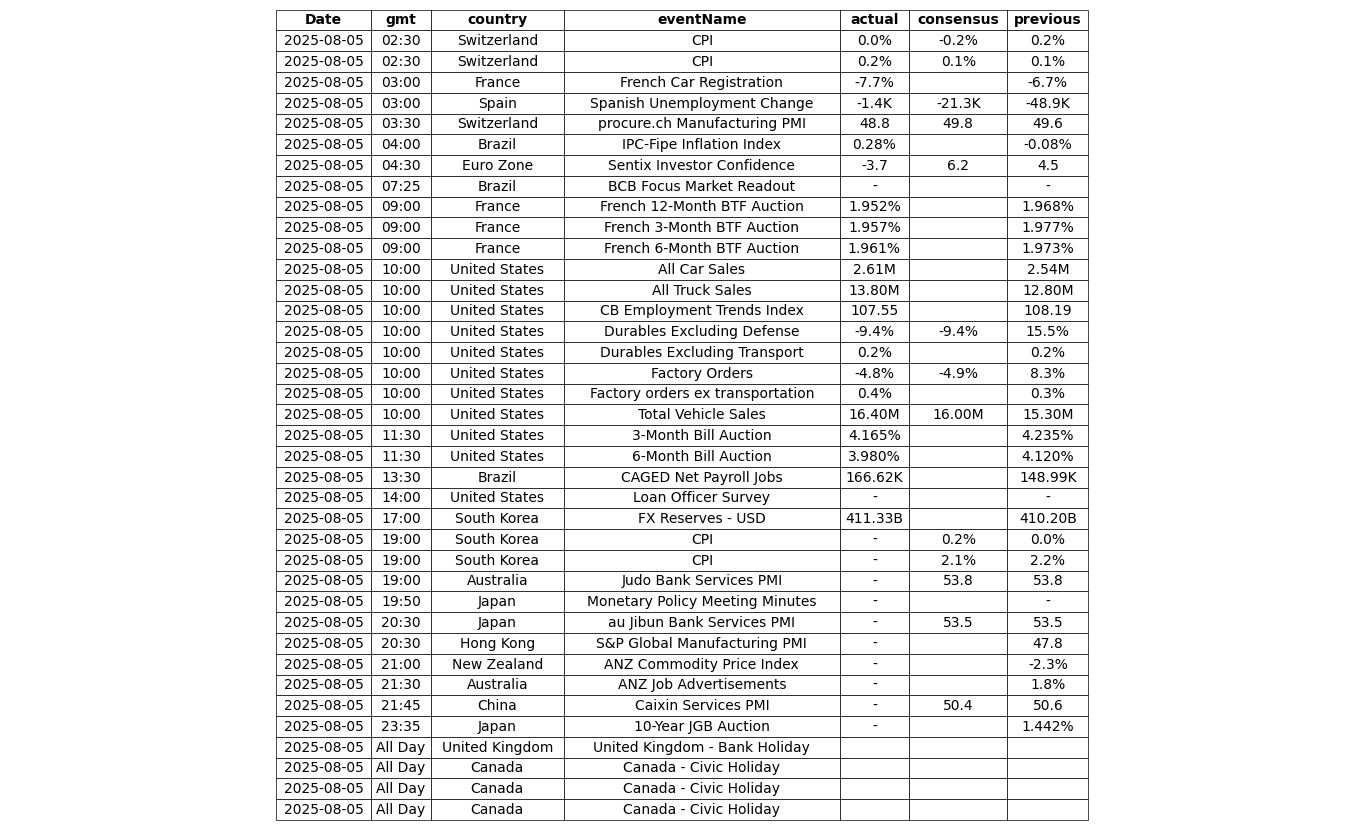 Date gmt country eventName actual consensus previous
2025-08-05 02:30 Switzerland CPI 0.0% -0.2% 0.2%
2025-08-05 02:30 Switzerland CPI 0.2% 0.1% 0.1%
2025-08-05 03:00 France French Car Registration -7.7% -6.7%
2025-08-05 03:00 Spain Spanish Unemployment Change -1.4K -21.3K -48.9K
2025-08-05 03:30 Switzerland procure.ch Manufacturing PMI 48.8 49.8 49.6
2025-08-05 04:00 Brazil IPC-Fipe Inflation Index 0.28% -0.08%
2025-08-05 04:30 Euro Zone Sentix Investor Confidence -3.7 6.2 4.5
2025-08-05 07:25 Brazil BCB Focus Market Readout - -
2025-08-05 09:00 France French 12-Month BTF Auction 1.952% 1.968%
2025-08-05 09:00 France French 3-Month BTF Auction 1.957% 1.977%
2025-08-05 09:00 France French 6-Month BTF Auction 1.961% 1.973%
2025-08-05 10:00 United States All Car Sales 2.61M 2.54M
2025-08-05 10:00 United States All Truck Sales 13.80M 12.80M
2025-08-05 10:00 United States CB Employment Trends Index 107.55 108.19
2025-08-05 10:00 United States Durables Excluding Defense -9.4% -9.4% 15.5%
2025-08-05 10:00 United States Durables Excluding Transport 0.2% 0.2%
2025-08-05 10:00 United States Factory Orders -4.8% -4.9% 8.3%
2025-08-05 10:00 United States Factory orders ex transportation 0.4% 0.3%
2025-08-05 10:00 United States Total Vehicle Sales 16.40M 16.00M 15.30M
2025-08-05 11:30 United States 3-Month Bill Auction 4.165% 4.235%
2025-08-05 11:30 United States 6-Month Bill Auction 3.980% 4.120%
2025-08-05 13:30 Brazil CAGED Net Payroll Jobs 166.62K 148.99K
2025-08-05 14:00 United States Loan Officer Survey - -
2025-08-05 17:00 South Korea FX Reserves - USD 411.33B 410.20B
2025-08-05 19:00 South Korea CPI - 0.2% 0.0%
2025-08-05 19:00 South Korea CPI - 2.1% 2.2%
2025-08-05 19:00 Australia Judo Bank Services PMI - 53.8 53.8
2025-08-05 19:50 Japan Monetary Policy Meeting Minutes - -
2025-08-05 20:30 Japan au Jibun Bank Services PMI - 53.5 53.5
2025-08-05 20:30 Hong Kong S&P Global Manufacturing PMI - 47.8
2025-08-05 21:00 New Zealand ANZ Commodity Price Index - -2.3%
2025-08-05 21:30 Australia ANZ Job Advertisements - 1.8%
2025-08-05 21:45 China Caixin Services PMI - 50.4 50.6
2025-08-05 23:35 Japan 10-Year JGB Auction - 1.442%
2025-08-05 All Day United Kingdom United Kingdom - Bank Holiday
2025-08-05 All Day Canada Canada - Civic Holiday
2025-08-05 All Day Canada Canada - Civic Holiday
2025-08-05 All Day Canada Canada - Civic Holiday